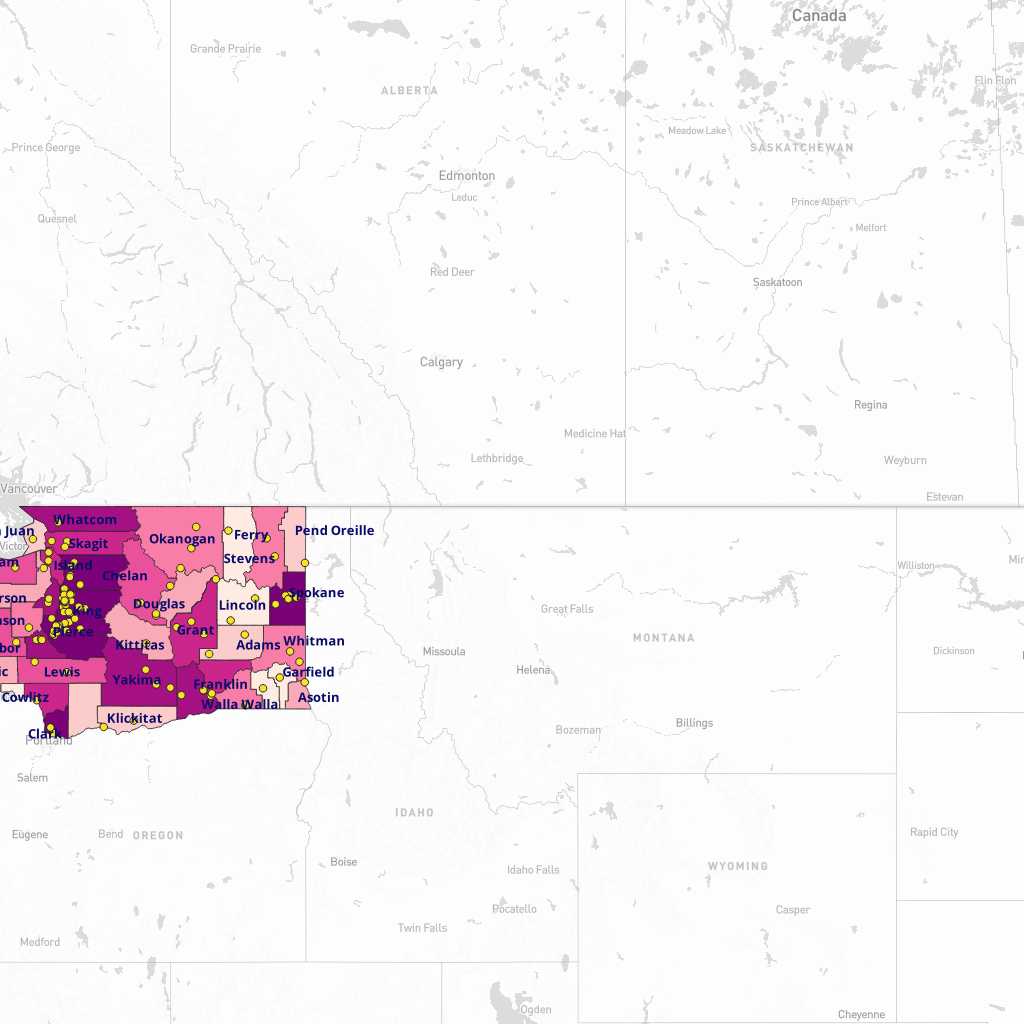 Canada
Grande Prairie
Flin Flon
ALBERTA
Meadow Lake
Prince George
SASKATCHEWAN
Edmonton
Leduc
Prince Albert
Quesnel
Melfort
Red Deer
Saskatoon
Calgary
Regina
Medicine Hat
Lethbridge
Weyburn
Vancouver
Estevan
Whatcom
Juan
Pend Oreille
Okanogan
Ferry
Skagit
Victor
Stevens
am
Island
Chelan
Williston
Spokane
rson
Douglas
Lincoln
King
Great Falls
ason
Pierce
Grant
MONTANA
Kittitas
Adams
Whitman
bor
Missoula
Dickinson
ic
Lewis
Yakima
Franklin
Garfield
Helena
Cowlitz
Walla Walla
Asotin
Klickitat
Billings
Clark
Bozeman
Portland
Salem
IDAHO
Eugene
Bend
OREGON
Rapid City
Boise
WYOMING
Idaho Falls
Pocatello
Casper
Twin Falls
Medford
Ogden
Cheyenne